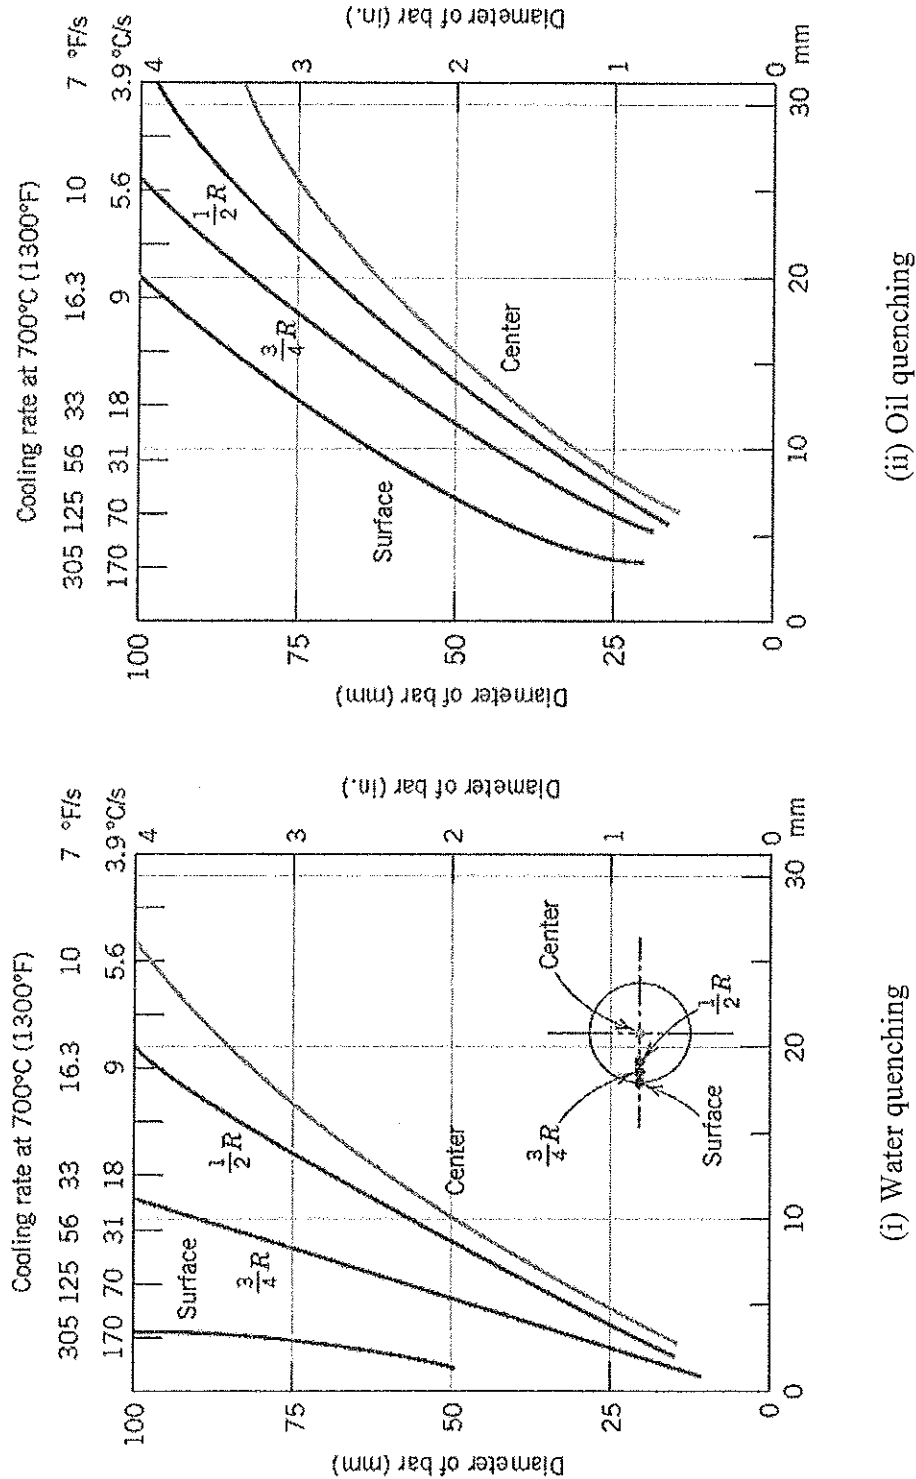 Cooling rate at 700°C (1300°F)
305 125 56 33 16.3 10 7 °F/s
170 70 31 18 9 5.6 3.9 °C/s
100
75
50
25
0
Diameter of bar (mm)
4
3
2
1
0
Diameter of bar (in.)
Surface
3/4 R
1/2 R
Center
3/4 R
Surface
Center
1/2 R
0 10 20 30 mm
(i) Water quenching
Cooling rate at 700°C (1300°F)
305 125 56 33 16.3 10 7 °F/s
170 70 31 18 9 5.6 3.9 °C/s
100
75
50
25
0
Diameter of bar (mm)
4
3
2
1
0
Diameter of bar (in.)
Surface
3/4 R
1/2 R
Center
0 10 20 30 mm
(ii) Oil quenching